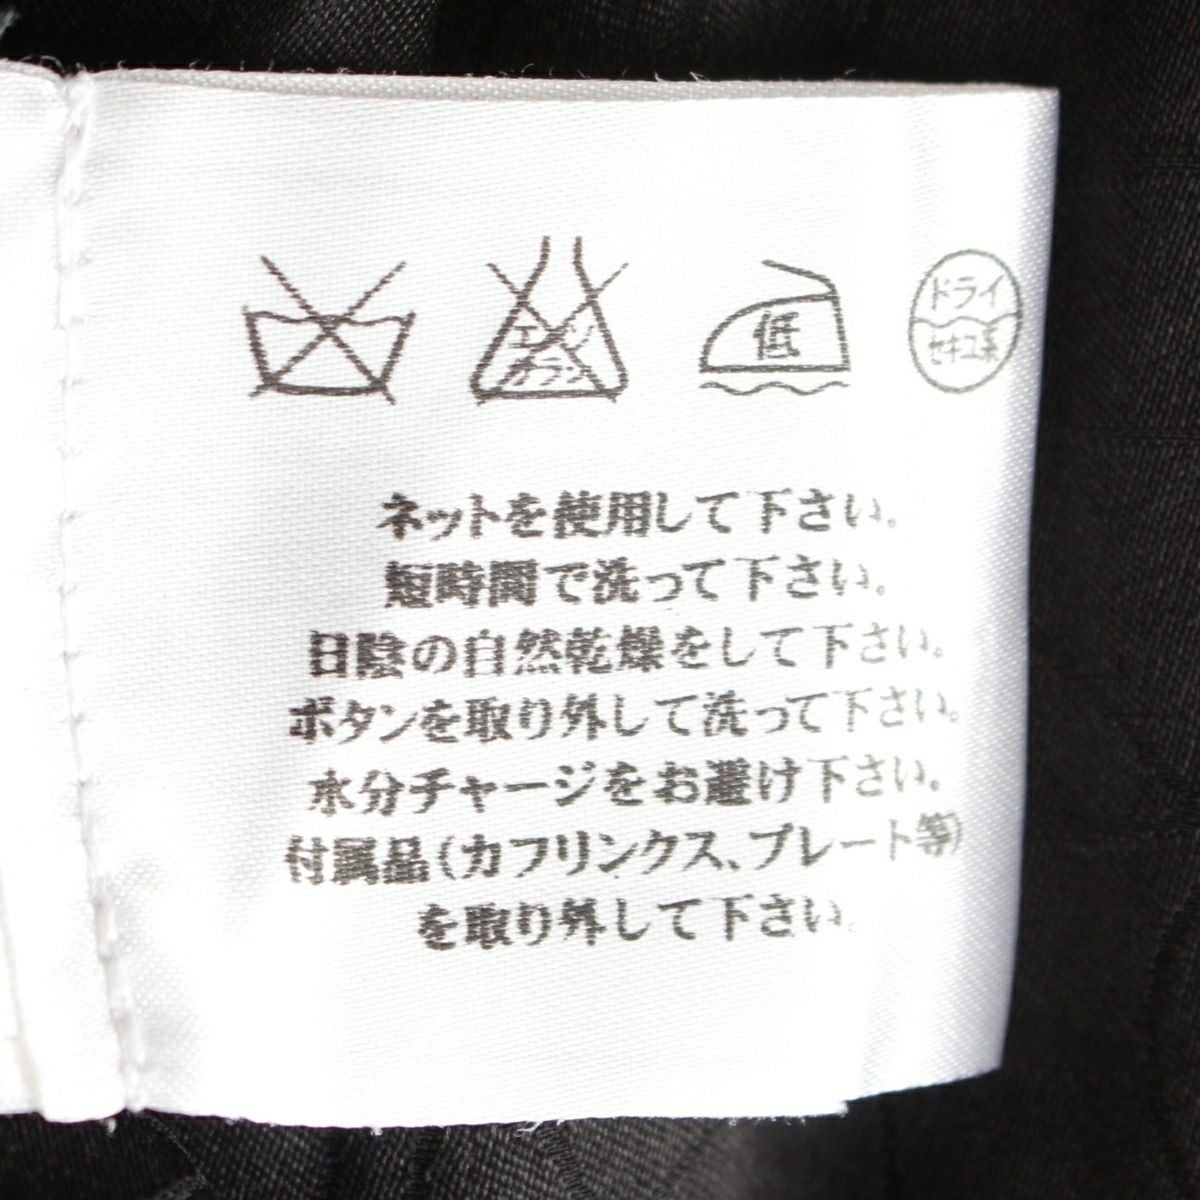 エンソ
サラシ
低
ドライ
セキユ系
ネットを使用して下さい。
短時間で洗って下さい。
日陰の自然乾燥をして下さい。
ボタンを取り外して洗って下さい。
水分チャージをお避け下さい。
付属品(カフリンクス、プレート等)
を取り外して下さい。